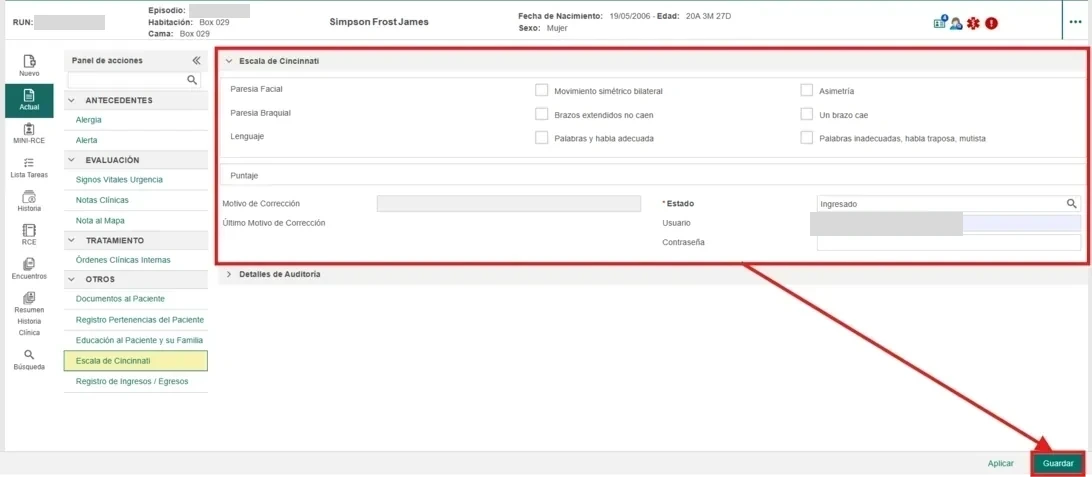 RUN:
Episodio:
Habitación: Box 029
Cama: Box 029
Simpson Frost James
Fecha de Nacimiento: 19/05/2006 - Edad: 20A 3M 27D
Sexo: Mujer
4
...
Nuevo
Actual
MINI-RCE
Lista Tareas
Historia
RCE
Encuentros
Resumen
Historia
Clínica
Búsqueda
Panel de acciones
ANTECEDENTES
Alergia
Alerta
EVALUACIÓN
Signos Vitales Urgencia
Notas Clínicas
Nota al Mapa
TRATAMIENTO
Órdenes Clínicas Internas
OTROS
Documentos al Paciente
Registro Pertenencias del Paciente
Educación al Paciente y su Familia
Escala de Cincinnati
Registro de Ingresos / Egresos
Escala de Cincinnati
Paresia Facial
Movimiento simétrico bilateral
Asimetría
Paresia Braquial
Brazos extendidos no caen
Un brazo cae
Lenguaje
Palabras y habla adecuada
Palabras inadecuadas, habla traposa, mutista
Puntaje
Motivo de Corrección
* Estado
Ingresado
Último Motivo de Corrección
Usuario
Contraseña
Detalles de Auditoría
Aplicar
Guardar